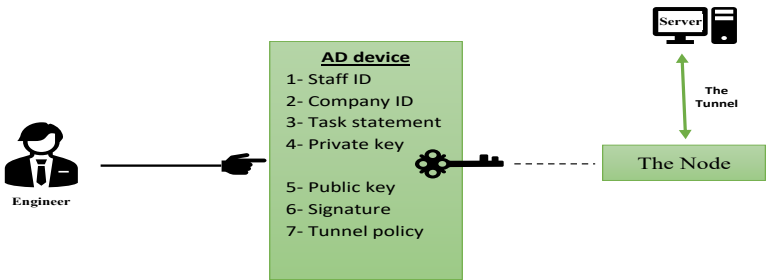 Engineer
AD device
1- Staff ID
2- Company ID
3- Task statement
4- Private key
5- Public key
6- Signature
7- Tunnel policy
Server
The
Tunnel
The Node